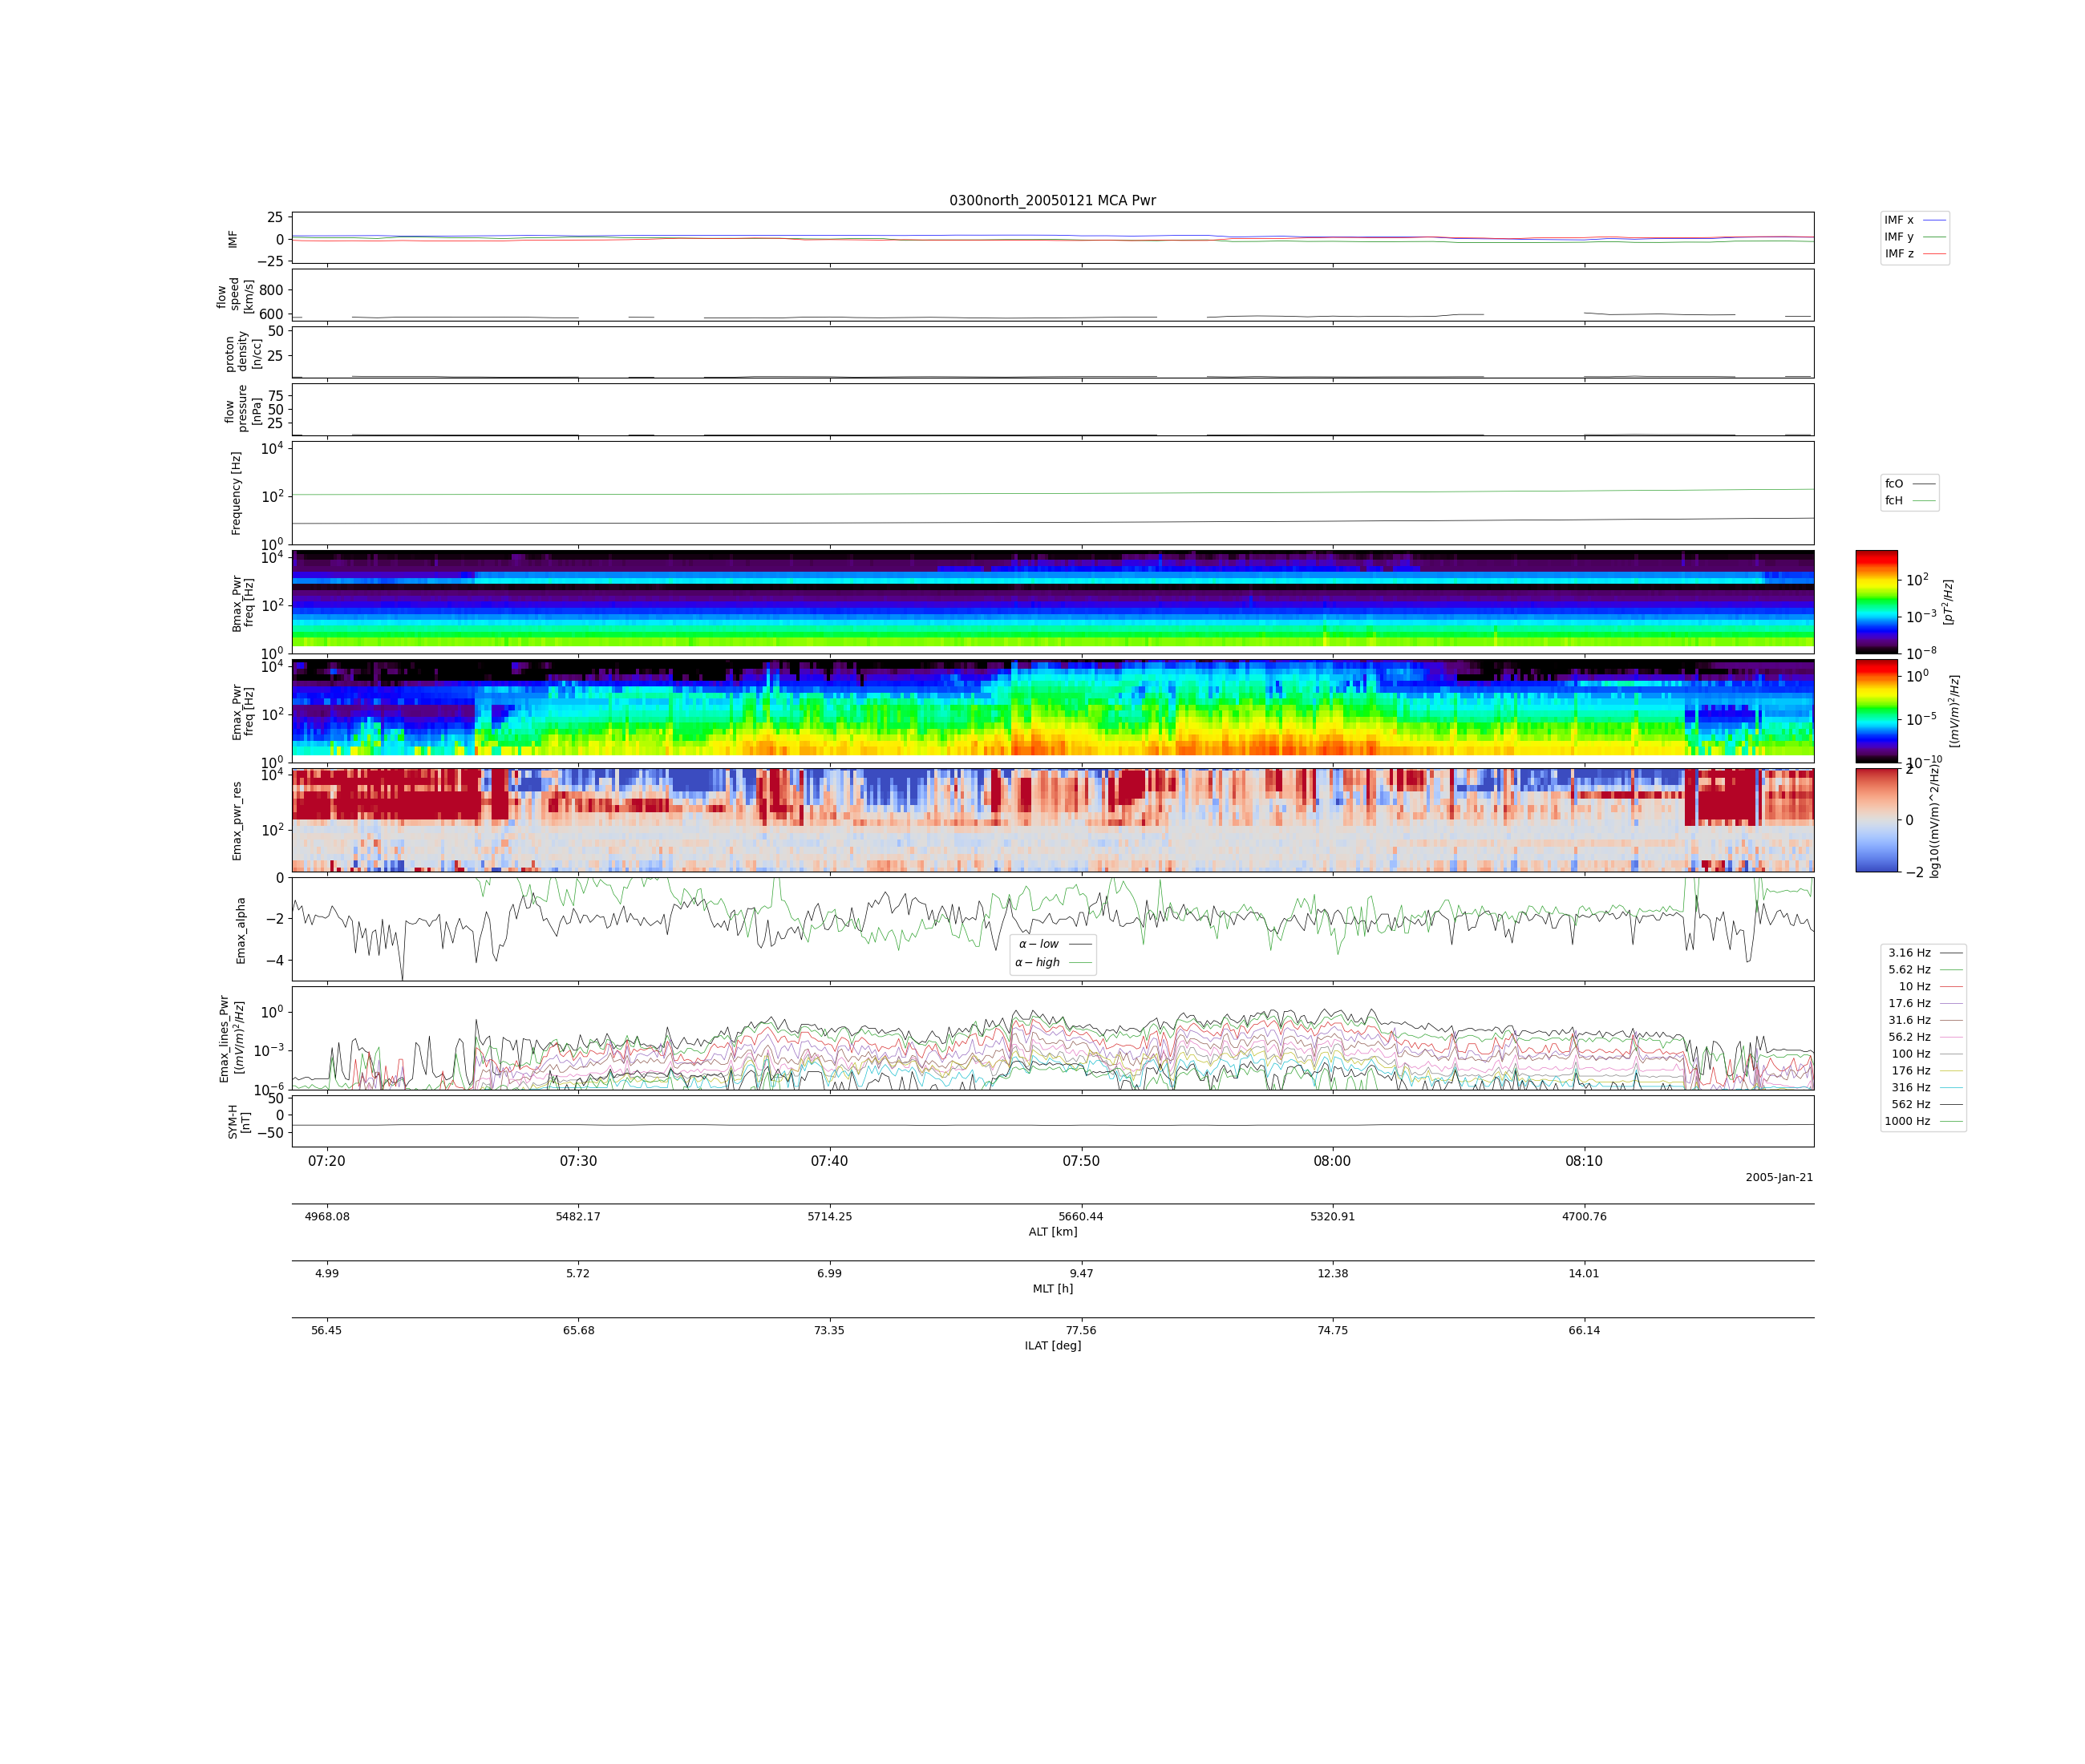 0300north_20050121 MCA Pwr
25
0
−25
IMF
IMF x
IMF y
IMF z
800
600
flow
speed
[km/s]
50
25
proton
density
[n/cc]
75
50
25
flow
pressure
[nPa]
10^4
10^2
10^0
Frequency [Hz]
fcO
fcH
10^4
10^2
10^0
Bmax_Pwr
freq [Hz]
10^2
10^−3
10^−8
[pT^2/Hz]
10^4
10^2
10^0
Emax_Pwr
freq [Hz]
10^0
10^−5
10^−10
[(mV/m)^2/Hz]
10^4
10^2
Emax_pwr_res
2
0
−2
log10((mV/m)^2/Hz)
0
−2
−4
Emax_alpha
α − low
α − high
10^0
10^−3
10^−6
Emax_lines_Pwr
[(mV/m)^2/Hz]
3.16 Hz
5.62 Hz
10 Hz
17.6 Hz
31.6 Hz
56.2 Hz
100 Hz
176 Hz
316 Hz
562 Hz
1000 Hz
50
0
−50
SYM-H
[nT]
07:20 07:30 07:40 07:50 08:00 08:10
2005-Jan-21
4968.08 5482.17 5714.25 5660.44 5320.91 4700.76
ALT [km]
4.99 5.72 6.99 9.47 12.38 14.01
MLT [h]
56.45 65.68 73.35 77.56 74.75 66.14
ILAT [deg]